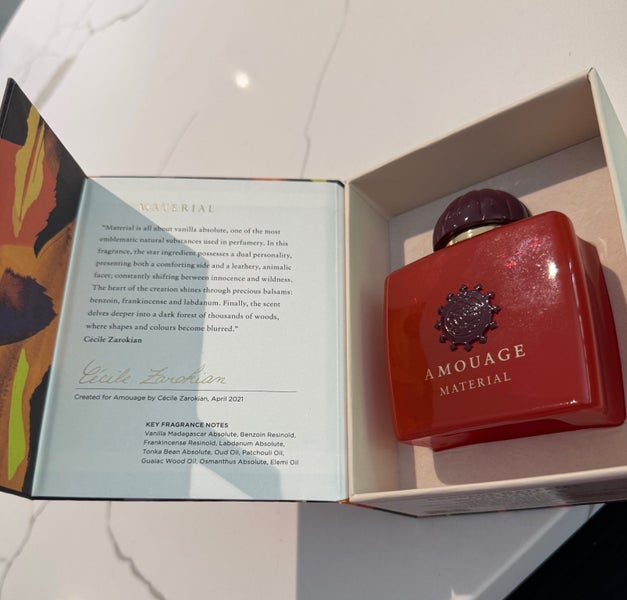 MATERIAL
“Material is all about vanilla absolute, one of the most
emblematic natural substances used in perfumery. In this
fragrance, the star ingredient possesses a dual personality,
presenting both a comforting side and a leathery, animalic
facet; constantly shifting between innocence and wildness.
The heart of the creation shines through precious balsams:
benzoin, frankincense and labdanum. Finally, the scent
delves deeper into a dark forest of thousands of woods,
where shapes and colours become blurred.”
Cécile Zarokian
Cécile Zarokian
Created for Amouage by Cécile Zarokian, April 2021
KEY FRAGRANCE NOTES
Vanilla Madagascar Absolute, Benzoin Resinoid,
Frankincense Resinoid, Labdanum Absolute,
Tonka Bean Absolute, Oud Oil, Patchouli Oil,
Guaiac Wood Oil, Osmanthus Absolute, Elemi Oil
AMOUAGE
MATERIAL